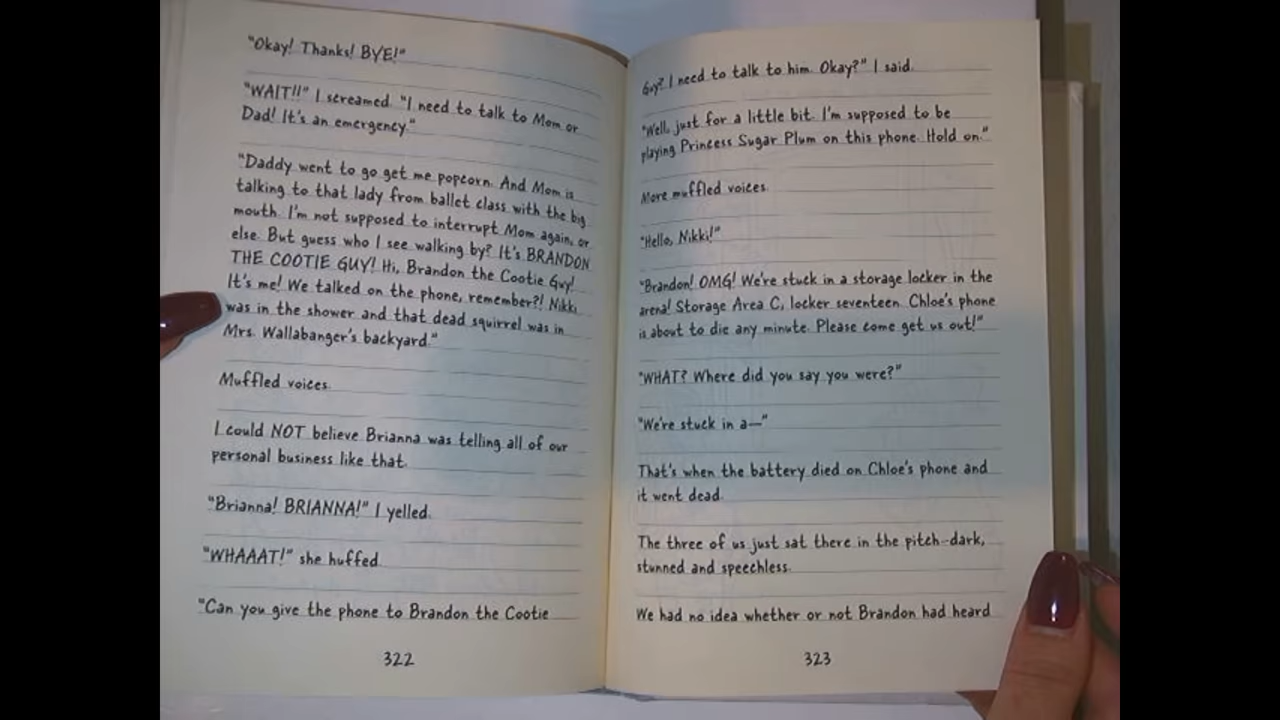 "Okay! Thanks! BYE!"
"WAIT!!" I screamed. "I need to talk to Mom or
Dad! It's an emergency."
"Daddy went to go get me popcorn. And Mom is
talking to that lady from ballet class with the big
mouth. I'm not supposed to interrupt Mom again, or
else. But guess who I see walking by? It's BRANDON
THE COOTIE GUY! Hi, Brandon the Cootie Guy!
It's me! We talked on the phone, remember?! Nikki
was in the shower and that dead squirrel was in
Mrs. Wallabanger's backyard."
Muffled voices.
I could NOT believe Brianna was telling all of our
personal business like that.
"Brianna! BRIANNA!" I yelled.
"WHAAAT!" she huffed.
"Can you give the phone to Brandon the Cootie
322
Guy? I need to talk to him. Okay?" I said.
"Well, just for a little bit. I'm supposed to be
playing Princess Sugar Plum on this phone. Hold on."
More muffled voices.
"Hello, Nikki!"
"Brandon! OMG! We're stuck in a storage locker in the
arena! Storage Area C, locker seventeen. Chloe's phone
is about to die any minute. Please come get us out!"
"WHAT? Where did you say you were?"
"We're stuck in a—"
That's when the battery died on Chloe's phone and
it went dead.
The three of us just sat there in the pitch-dark,
stunned and speechless.
We had no idea whether or not Brandon had heard
323